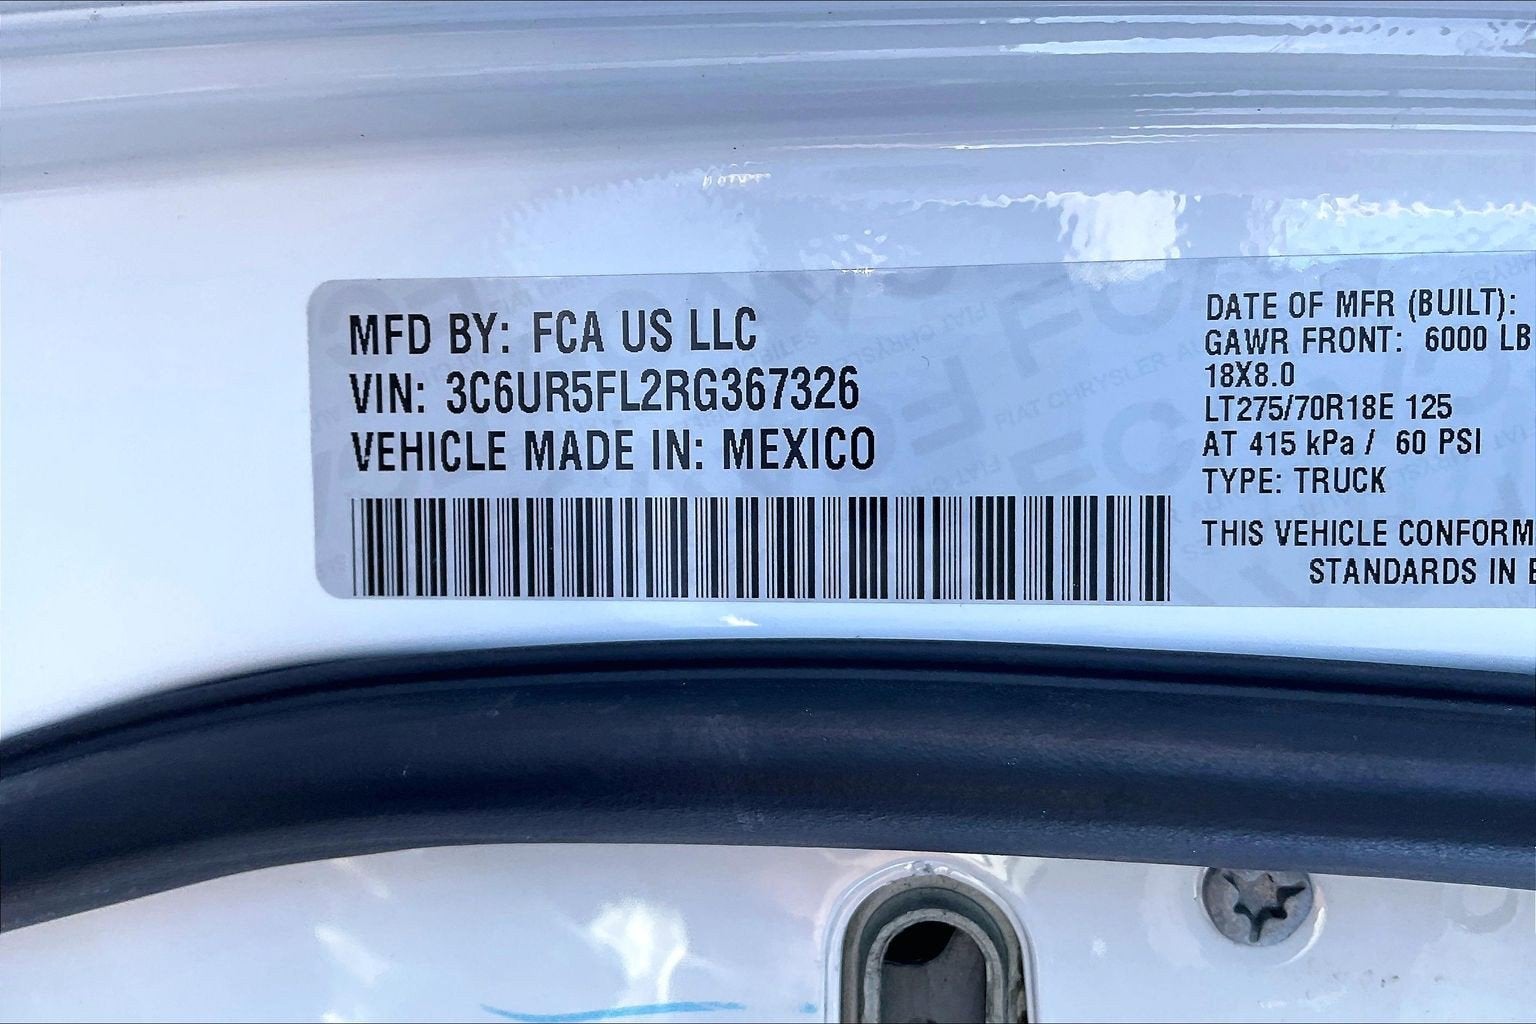 MFD BY: FCA US LLC
VIN: 3C6UR5FL2RG367326
VEHICLE MADE IN: MEXICO
DATE OF MFR (BUILT):
GAWR FRONT: 6000 LB
18X8.0
LT275/70R18E 125
AT 415 kPa / 60 PSI
TYPE: TRUCK
THIS VEHICLE CONFORM
STANDARDS IN